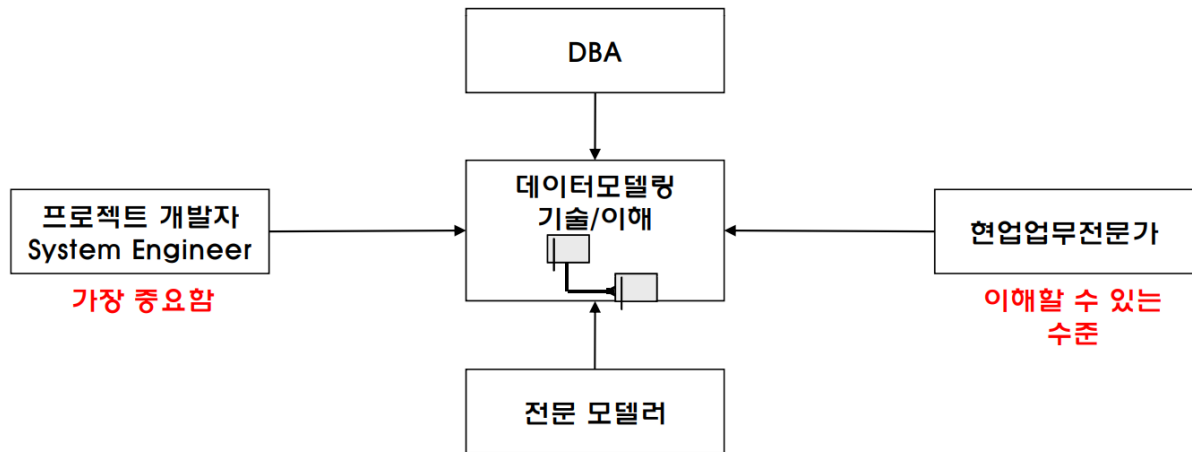 DBA
데이터모델링
기술/이해
프로젝트 개발자
System Engineer
가장 중요함
현업업무전문가
이해할 수 있는
수준
전문 모델러